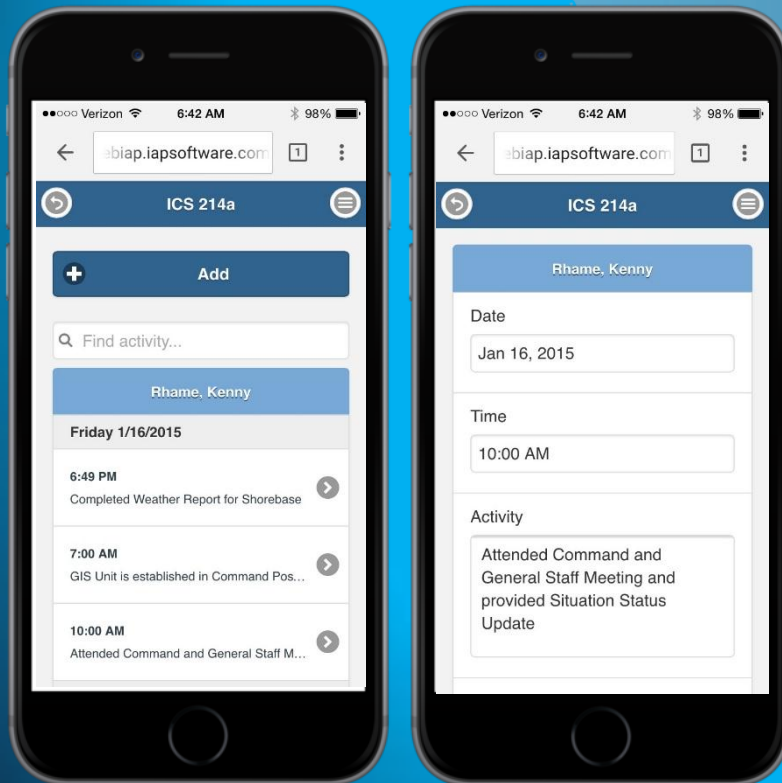 Verizon 6:42 AM 98%
ebiap.iapsoftware.com 1
ICS 214a
Add
Find activity...
Rhame, Kenny
Friday 1/16/2015
6:49 PM
Completed Weather Report for Shorebase
7:00 AM
GIS Unit is established in Command Pos...
10:00 AM
Attended Command and General Staff M...
Verizon 6:42 AM 98%
ebiap.iapsoftware.com 1
ICS 214a
Rhame, Kenny
Date
Jan 16, 2015
Time
10:00 AM
Activity
Attended Command and
General Staff Meeting and
provided Situation Status
Update